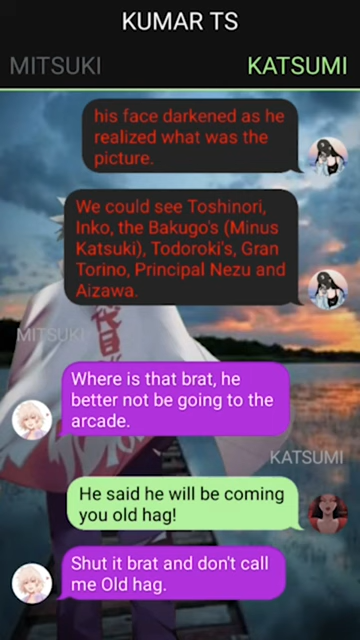 KUMAR TS
MITSUKI
KATSUMI
his face darkened as he
realized what was the
picture.
We could see Toshinori,
Inko, the Bakugo's (Minus
Katsuki), Todoroki's, Gran
Torino, Principal Nezu and
Aizawa.
MITSUKI
Where is that brat, he
better not be going to the
arcade.
KATSUMI
He said he will be coming
you old hag!
Shut it brat and don't call
me Old hag.